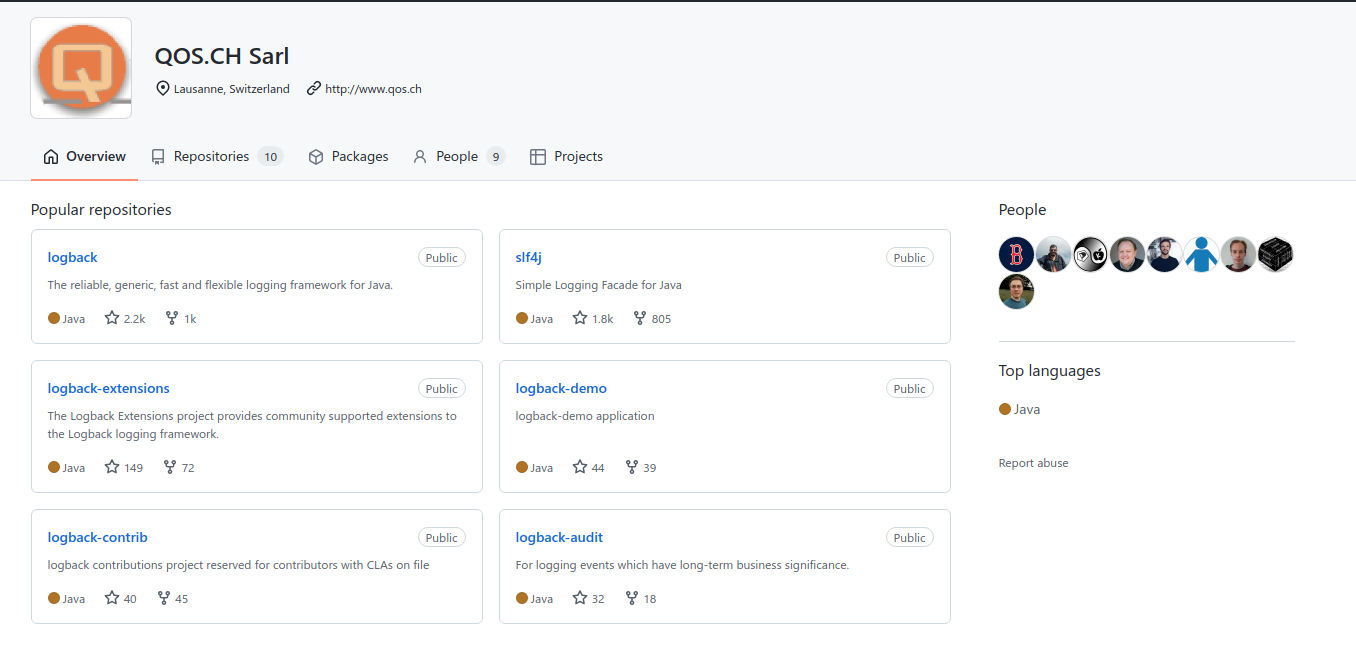 QOS.CH Sarl
Lausanne, Switzerland http://www.qos.ch
Overview Repositories 10 Packages People 9 Projects
Popular repositories
logback Public
The reliable, generic, fast and flexible logging framework for Java.
Java 2.2k 1k
slf4j Public
Simple Logging Facade for Java
Java 1.8k 805
logback-extensions Public
The Logback Extensions project provides community supported extensions to
the Logback logging framework.
Java 149 72
logback-demo Public
logback-demo application
Java 44 39
logback-contrib Public
logback contributions project reserved for contributors with CLAs on file
Java 40 45
logback-audit Public
For logging events which have long-term business significance.
Java 32 18
People
Top languages
Java
Report abuse